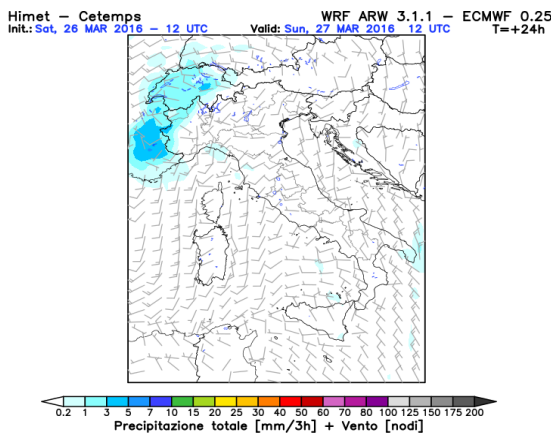 Himet – Cetemps WRF ARW 3.1.1 – ECMWF 0.25
Init.: Sat, 26 MAR 2016 – 12 UTC Valid: Sun, 27 MAR 2016 12 UTC T=+24h
0.2 1 3 5 7 10 15 20 25 30 40 50 60 70 80 90 100 125 150 175 200
Precipitazione totale [mm/3h] + Vento [nodi]